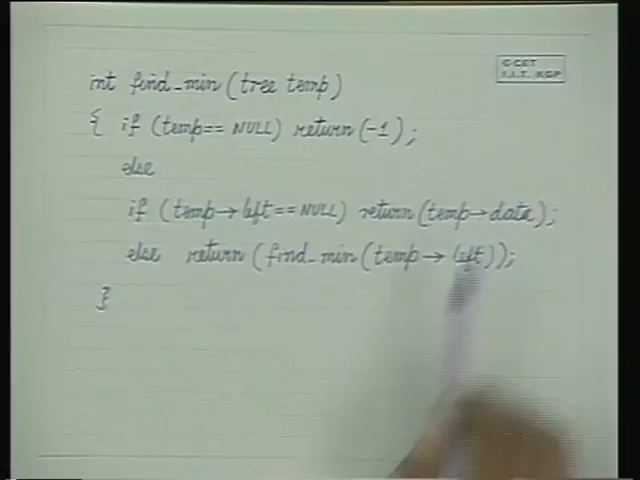 © CET
I.I.T. KGP
int find_min (tree temp)
{ if (temp == NULL) return (-1);
else
if (temp→left == NULL) return (temp→data);
else return (find_min (temp→left));
}